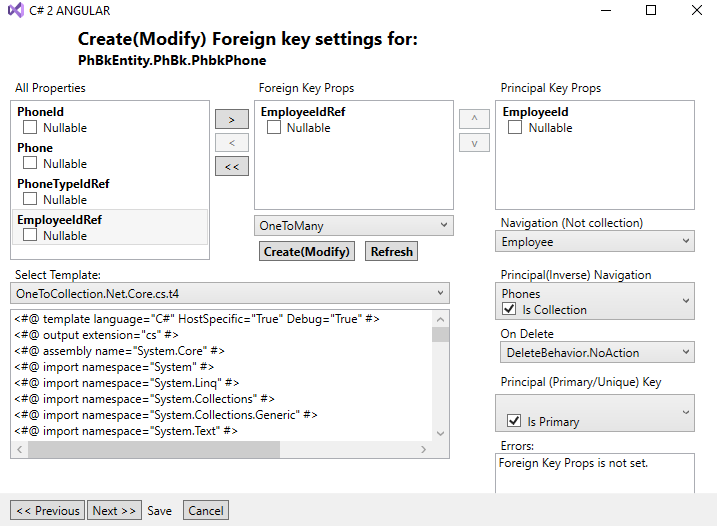 C# 2 ANGULAR
Create(Modify) Foreign key settings for:
PhBkEntity.PhBk.PhbkPhone
All Properties
PhoneId
Nullable
Phone
Nullable
PhoneTypeIdRef
Nullable
EmployeeIdRef
Nullable
>
<
<<
Foreign Key Props
EmployeeIdRef
Nullable
OneToMany
Create(Modify) Refresh
^
v
Principal Key Props
EmployeeId
Nullable
Navigation (Not collection)
Employee
Principal(Inverse) Navigation
Phones
Is Collection
On Delete
DeleteBehavior.NoAction
Principal (Primary/Unique) Key
Is Primary
Errors:
Foreign Key Props is not set.
Select Template:
OneToCollection.Net.Core.cs.t4
<#@ template language="C#" HostSpecific="True" Debug="True" #>
<#@ output extension="cs" #>
<#@ assembly name="System.Core" #>
<#@ import namespace="System" #>
<#@ import namespace="System.Linq" #>
<#@ import namespace="System.Collections" #>
<#@ import namespace="System.Collections.Generic" #>
<#@ import namespace="System.Text" #>
<< Previous Next >> Save Cancel